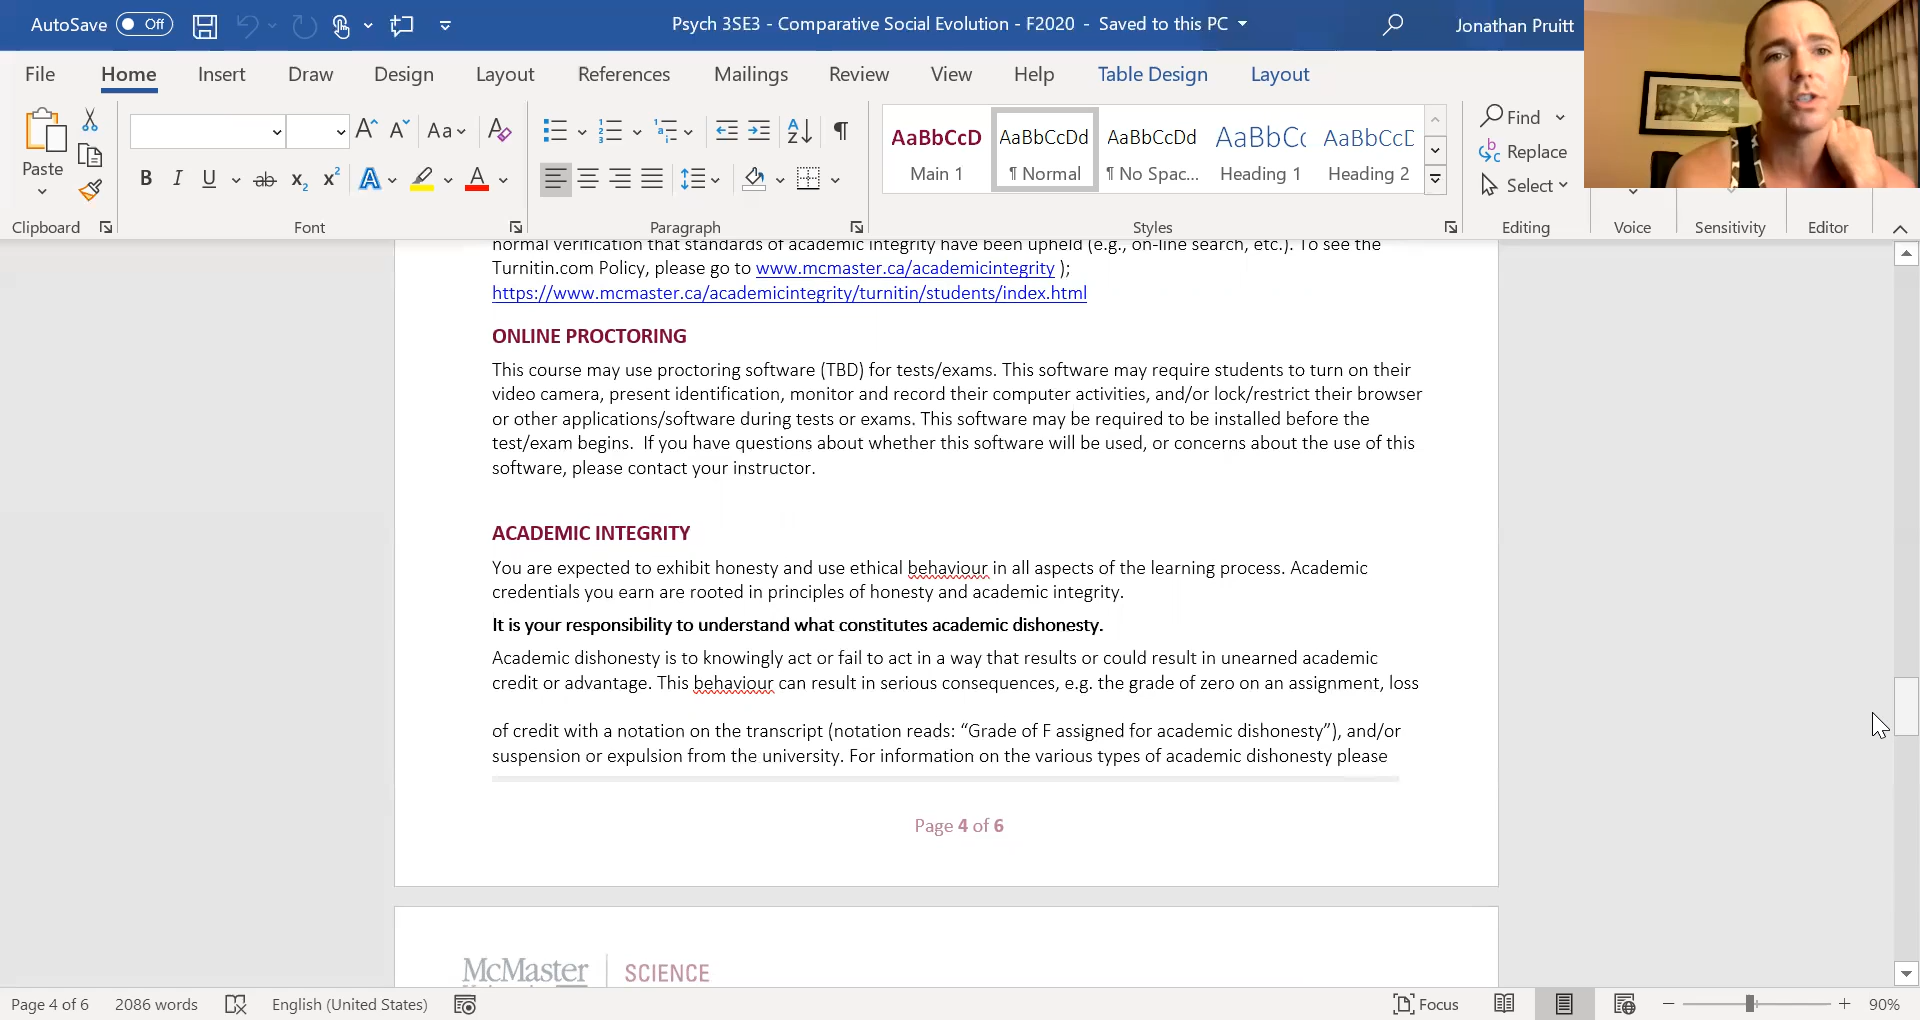 AutoSave Off
Psych 3SE3 - Comparative Social Evolution - F2020 - Saved to this PC
Jonathan Pruitt
File Home Insert Draw Design Layout References Mailings Review View Help Table Design Layout
Paste
Clipboard
Aa
Font
Paragraph
AaBbCcD AaBbCcDd AaBbCcDd AaBbCc AaBbCcD
Main 1 ¶ Normal ¶ No Spac... Heading 1 Heading 2
Styles
Find
Replace
Select
Editing
Voice
Sensitivity
Editor
normal verification that standards of academic integrity have been upheld (e.g., on-line search, etc.). To see the
Turnitin.com Policy, please go to www.mcmaster.ca/academicintegrity );
https://www.mcmaster.ca/academicintegrity/turnitin/students/index.html
ONLINE PROCTORING
This course may use proctoring software (TBD) for tests/exams. This software may require students to turn on their
video camera, present identification, monitor and record their computer activities, and/or lock/restrict their browser
or other applications/software during tests or exams. This software may be required to be installed before the
test/exam begins.  If you have questions about whether this software will be used, or concerns about the use of this
software, please contact your instructor.
ACADEMIC INTEGRITY
You are expected to exhibit honesty and use ethical behaviour in all aspects of the learning process. Academic
credentials you earn are rooted in principles of honesty and academic integrity.
It is your responsibility to understand what constitutes academic dishonesty.
Academic dishonesty is to knowingly act or fail to act in a way that results or could result in unearned academic
credit or advantage. This behaviour can result in serious consequences, e.g. the grade of zero on an assignment, loss
of credit with a notation on the transcript (notation reads: “Grade of F assigned for academic dishonesty”), and/or
suspension or expulsion from the university. For information on the various types of academic dishonesty please
Page 4 of 6
McMaster SCIENCE
Page 4 of 6 2086 words English (United States) Focus 90%